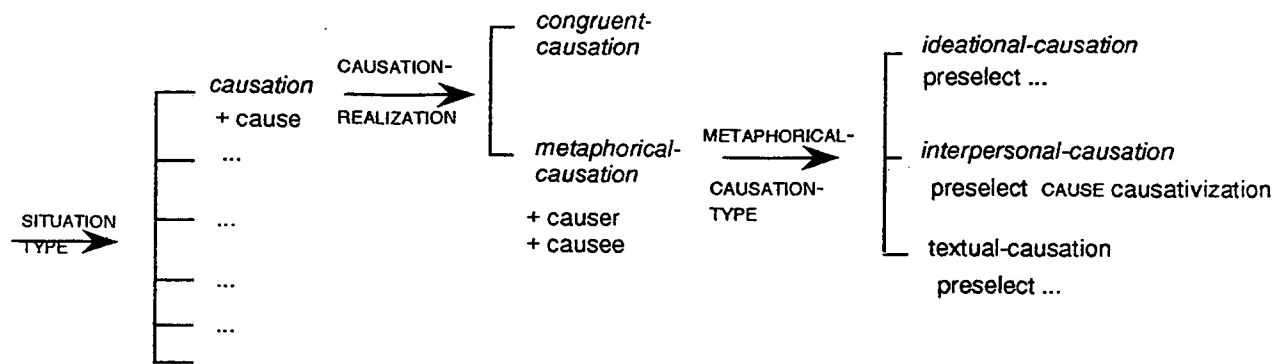 SITUATION
TYPE
causation
+ cause
...
...
...
...
CAUSATION-
REALIZATION
congruent-
causation
metaphorical-
causation
+ causer
+ causee
METAPHORICAL-
CAUSATION-
TYPE
ideational-causation
preselect ...
interpersonal-causation
preselect CAUSE causativization
textual-causation
preselect ...